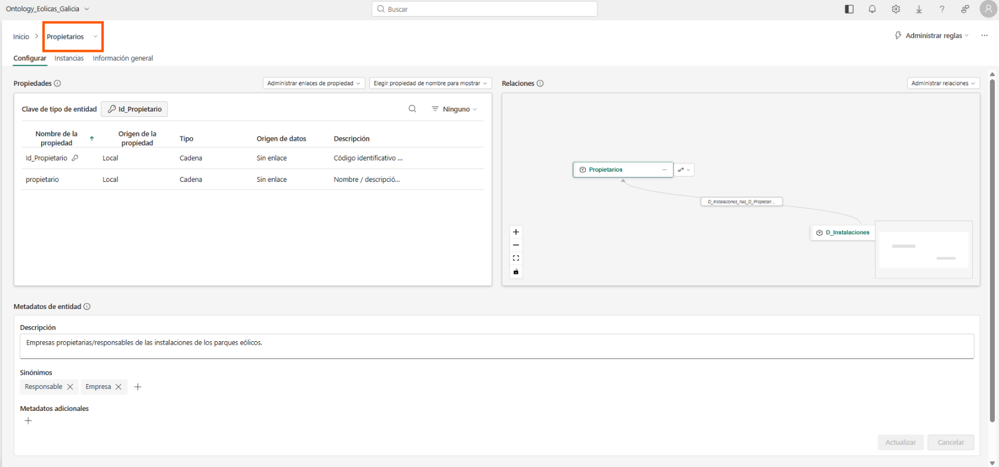 Ontology_Eolicas_Galicia
Buscar
Inicio > Propietarios
Administrar reglas
Configurar Instancias Información general
Propiedades
Administrar enlaces de propiedad
Elegir propiedad de nombre para mostrar
Relaciones
Administrar relaciones
Clave de tipo de entidad Id_Propietario
Ninguno
Nombre de la propiedad Origen de la propiedad Tipo Origen de datos Descripción
Id_Propietario Local Cadena Sin enlace Código identificativo ...
propietario Local Cadena Sin enlace Nombre / descripció...
Propietarios
D_Instalaciones_has_D_Propietari...
D_Instalaciones
Metadatos de entidad
Descripción
Empresas propietarias/responsables de las instalaciones de los parques eólicos.
Sinónimos
Responsable Empresa
Metadatos adicionales
Actualizar Cancelar